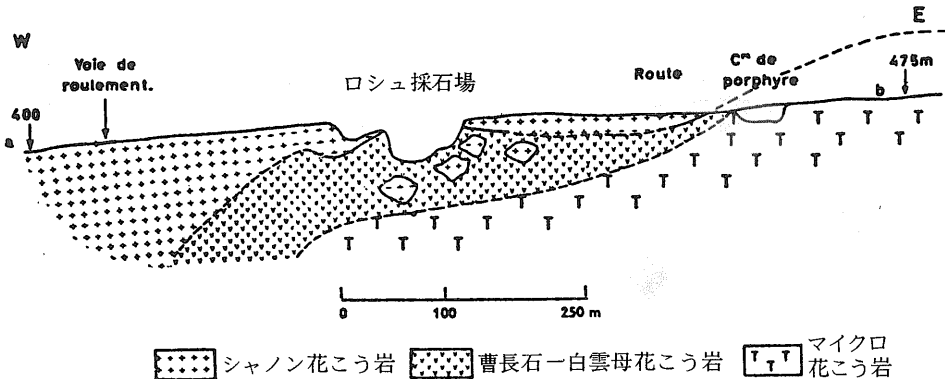 W
E
Voie de
roulement.
ロシュ採石場
Route
Cᵐ de
porphyre
475m
400
a
b
0 100 250 m
シャノン花こう岩
曹長石ー白雲母花こう岩
マイクロ
花こう岩